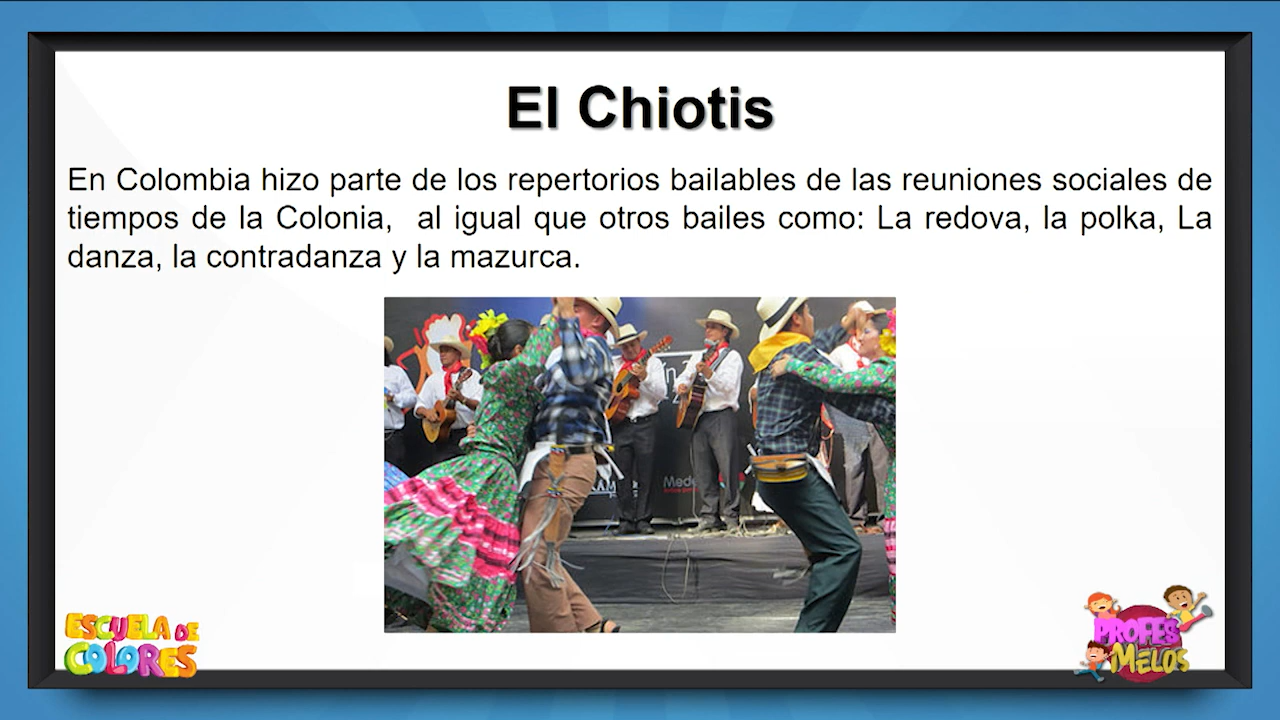 El Chiotis
En Colombia hizo parte de los repertorios bailables de las reuniones sociales de
tiempos de la Colonia,  al igual que otros bailes como: La redova, la polka, La
danza, la contradanza y la mazurca.
ESCUELA DE
COLORES
PROFES
MELOS